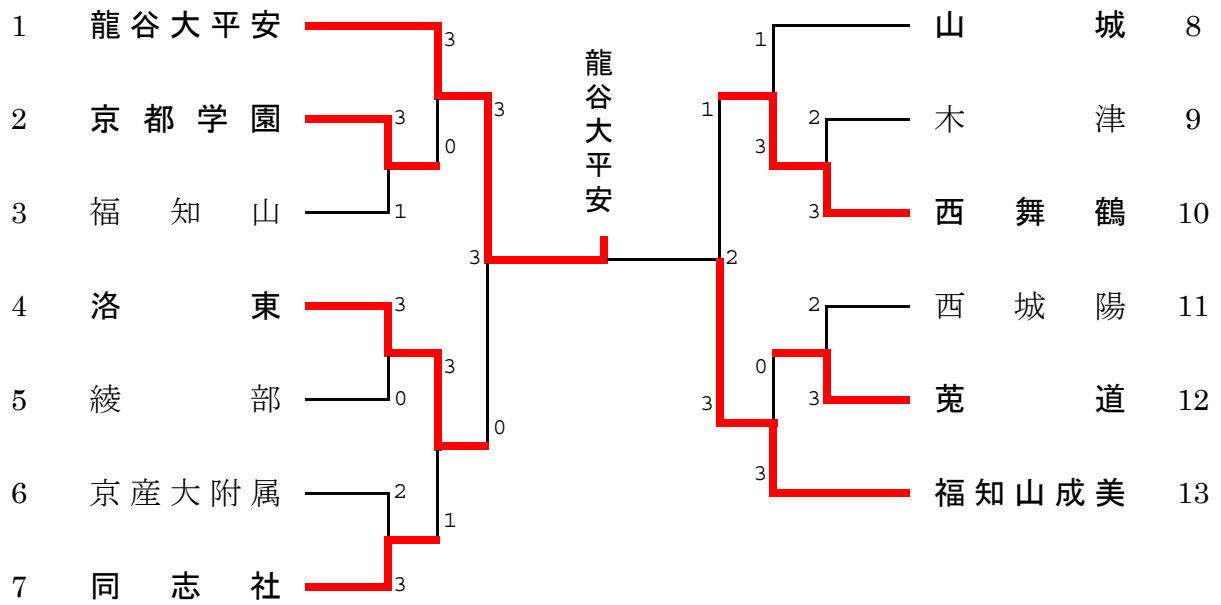 1 龍谷大平安
2 京都学園
3 福知山
4 洛東
5 綾部
6 京産大附属
7 同志社
3
3
0
1
3
0
3
1
2
3
3
0
3
龍谷大平安
2
1
3
1
3
2
3
2
3
0
3
山城 8
木津 9
西舞鶴 10
西城陽 11
莵道 12
福知山成美 13